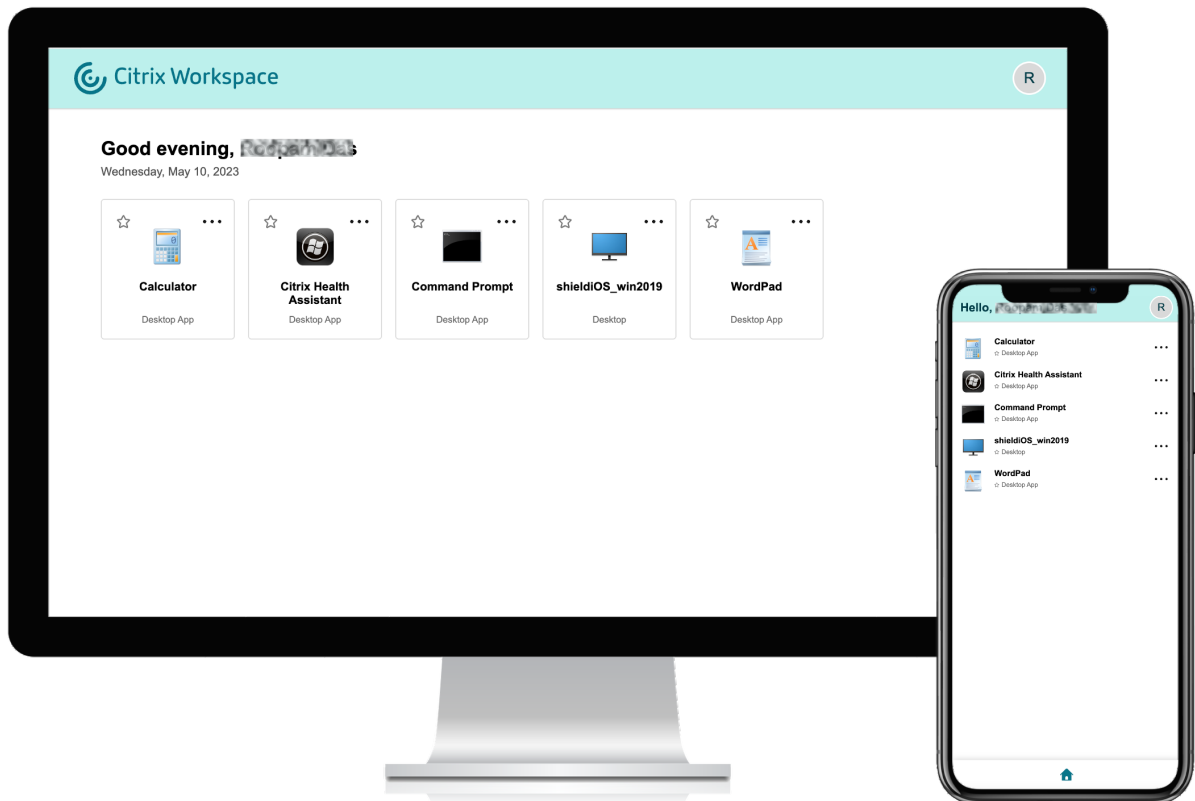 Citrix Workspace
R
Good evening,
Wednesday, May 10, 2023
Calculator
Desktop App
Citrix Health
Assistant
Desktop App
Command Prompt
Desktop App
shieldiOS_win2019
Desktop
WordPad
Desktop App
Hello,
R
Calculator
Desktop App
Citrix Health Assistant
Desktop App
Command Prompt
Desktop App
shieldiOS_win2019
Desktop
WordPad
Desktop App